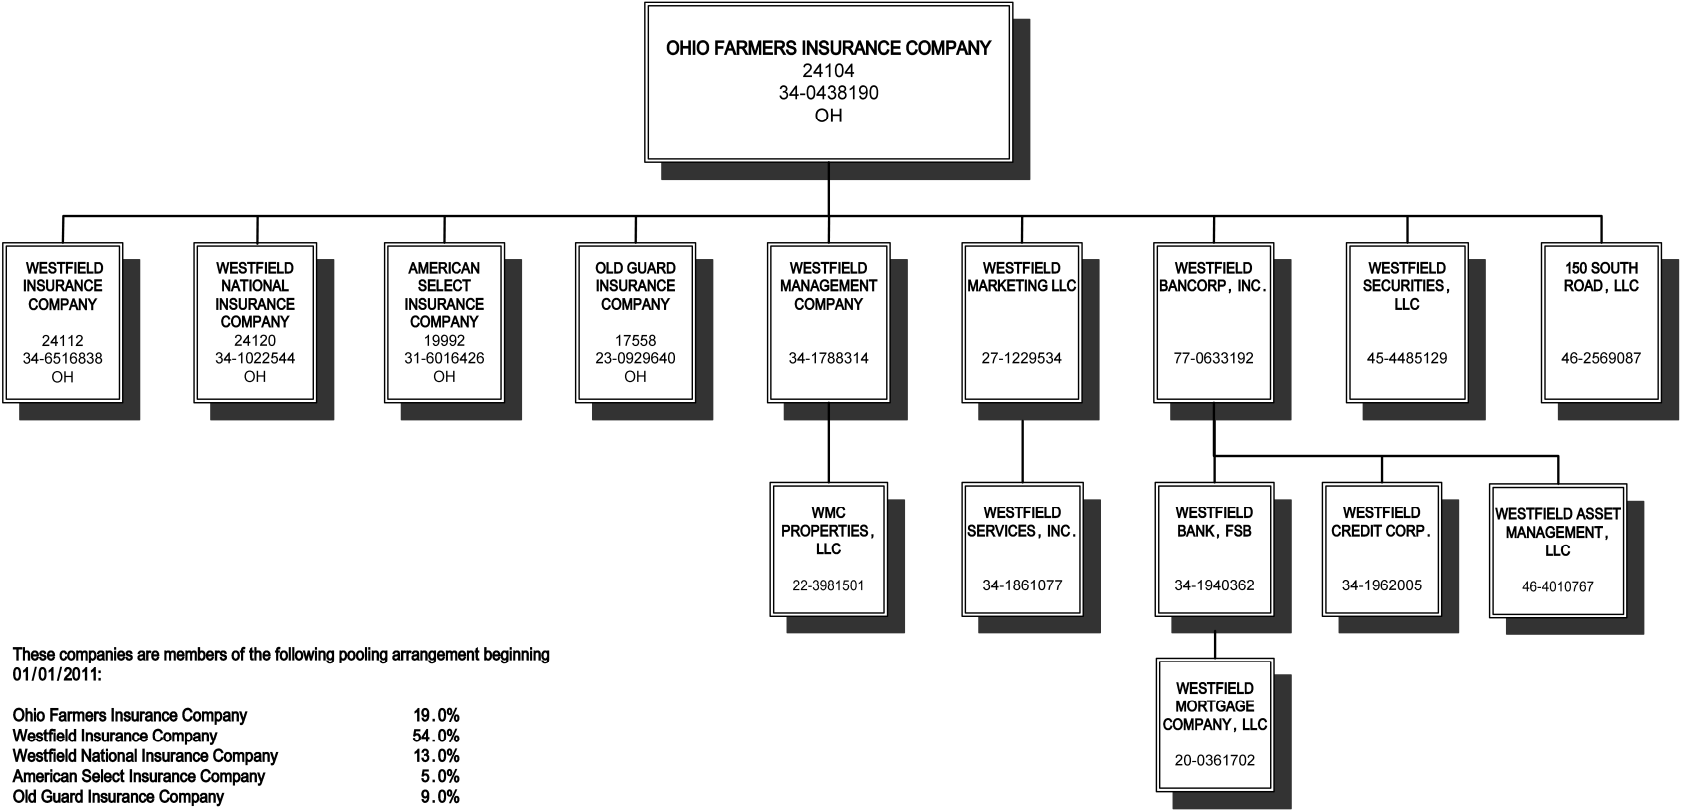 OHIO FARMERS INSURANCE COMPANY
24104
34-0438190
OH
WESTFIELD
INSURANCE
COMPANY
24112
34-6516838
OH
WESTFIELD
NATIONAL
INSURANCE
COMPANY
24120
34-1022544
OH
AMERICAN
SELECT
INSURANCE
COMPANY
19992
31-6016426
OH
OLD GUARD
INSURANCE
COMPANY
17558
23-0929640
OH
WESTFIELD
MANAGEMENT
COMPANY
34-1788314
WESTFIELD
MARKETING LLC
27-1229534
WESTFIELD
BANCORP, INC.
77-0633192
WESTFIELD
SECURITIES,
LLC
45-4485129
150 SOUTH
ROAD, LLC
46-2569087
WMC
PROPERTIES,
LLC
22-3981501
WESTFIELD
SERVICES, INC.
34-1861077
WESTFIELD
BANK, FSB
34-1940362
WESTFIELD
CREDIT CORP.
34-1962005
WESTFIELD ASSET
MANAGEMENT,
LLC
46-4010767
WESTFIELD
MORTGAGE
COMPANY, LLC
20-0361702
These companies are members of the following pooling arrangement beginning
01/01/2011:
Ohio Farmers Insurance Company 19.0%
Westfield Insurance Company 54.0%
Westfield National Insurance Company 13.0%
American Select Insurance Company 5.0%
Old Guard Insurance Company 9.0%